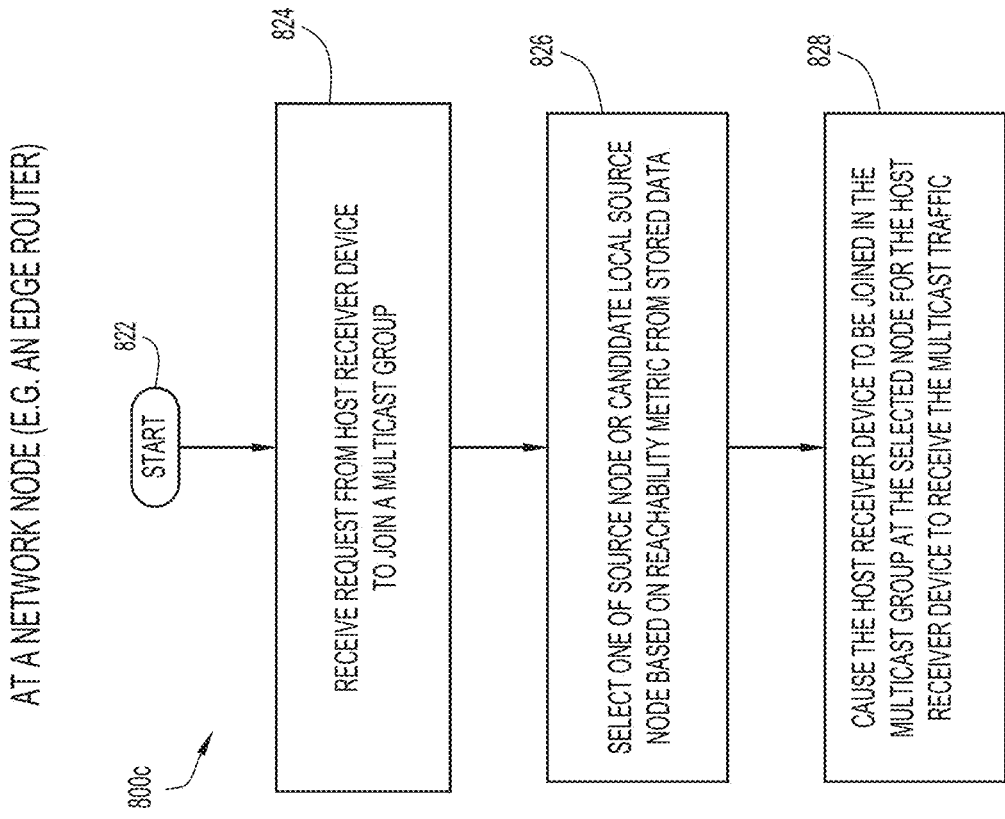 AT A NETWORK NODE (E.G. AN EDGE ROUTER)
800c
822
START
824
RECEIVE REQUEST FROM HOST RECEIVER DEVICE
TO JOIN A MULTICAST GROUP
826
SELECT ONE OF SOURCE NODE OR CANDIDATE LOCAL SOURCE
NODE BASED ON REACHABILITY METRIC FROM STORED DATA
828
CAUSE THE HOST RECEIVER DEVICE TO BE JOINED IN THE
MULTICAST GROUP AT THE SELECTED NODE FOR THE HOST
RECEIVER DEVICE TO RECEIVE THE MULTICAST TRAFFIC